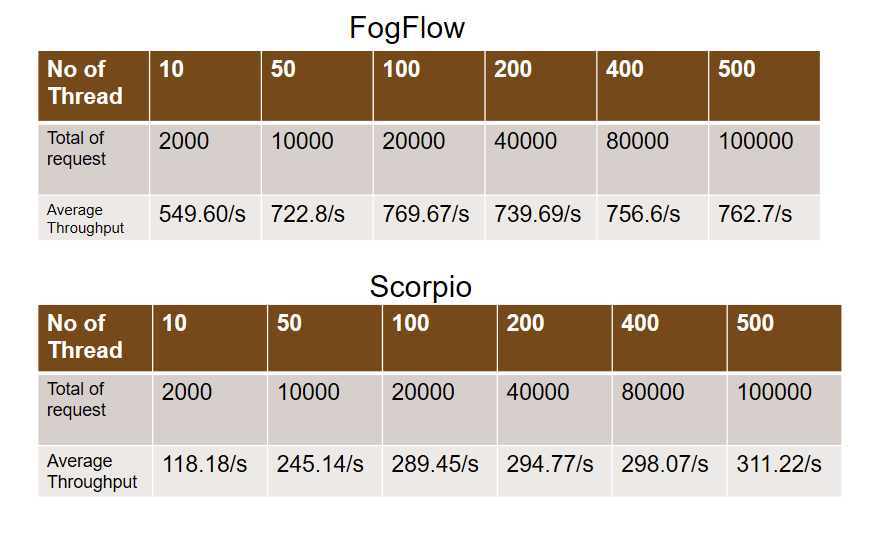 FogFlow
No of Thread 10 50 100 200 400 500
Total of request 2000 10000 20000 40000 80000 100000
Average Throughput 549.60/s 722.8/s 769.67/s 739.69/s 756.6/s 762.7/s
Scorpio
No of Thread 10 50 100 200 400 500
Total of request 2000 10000 20000 40000 80000 100000
Average Throughput 118.18/s 245.14/s 289.45/s 294.77/s 298.07/s 311.22/s